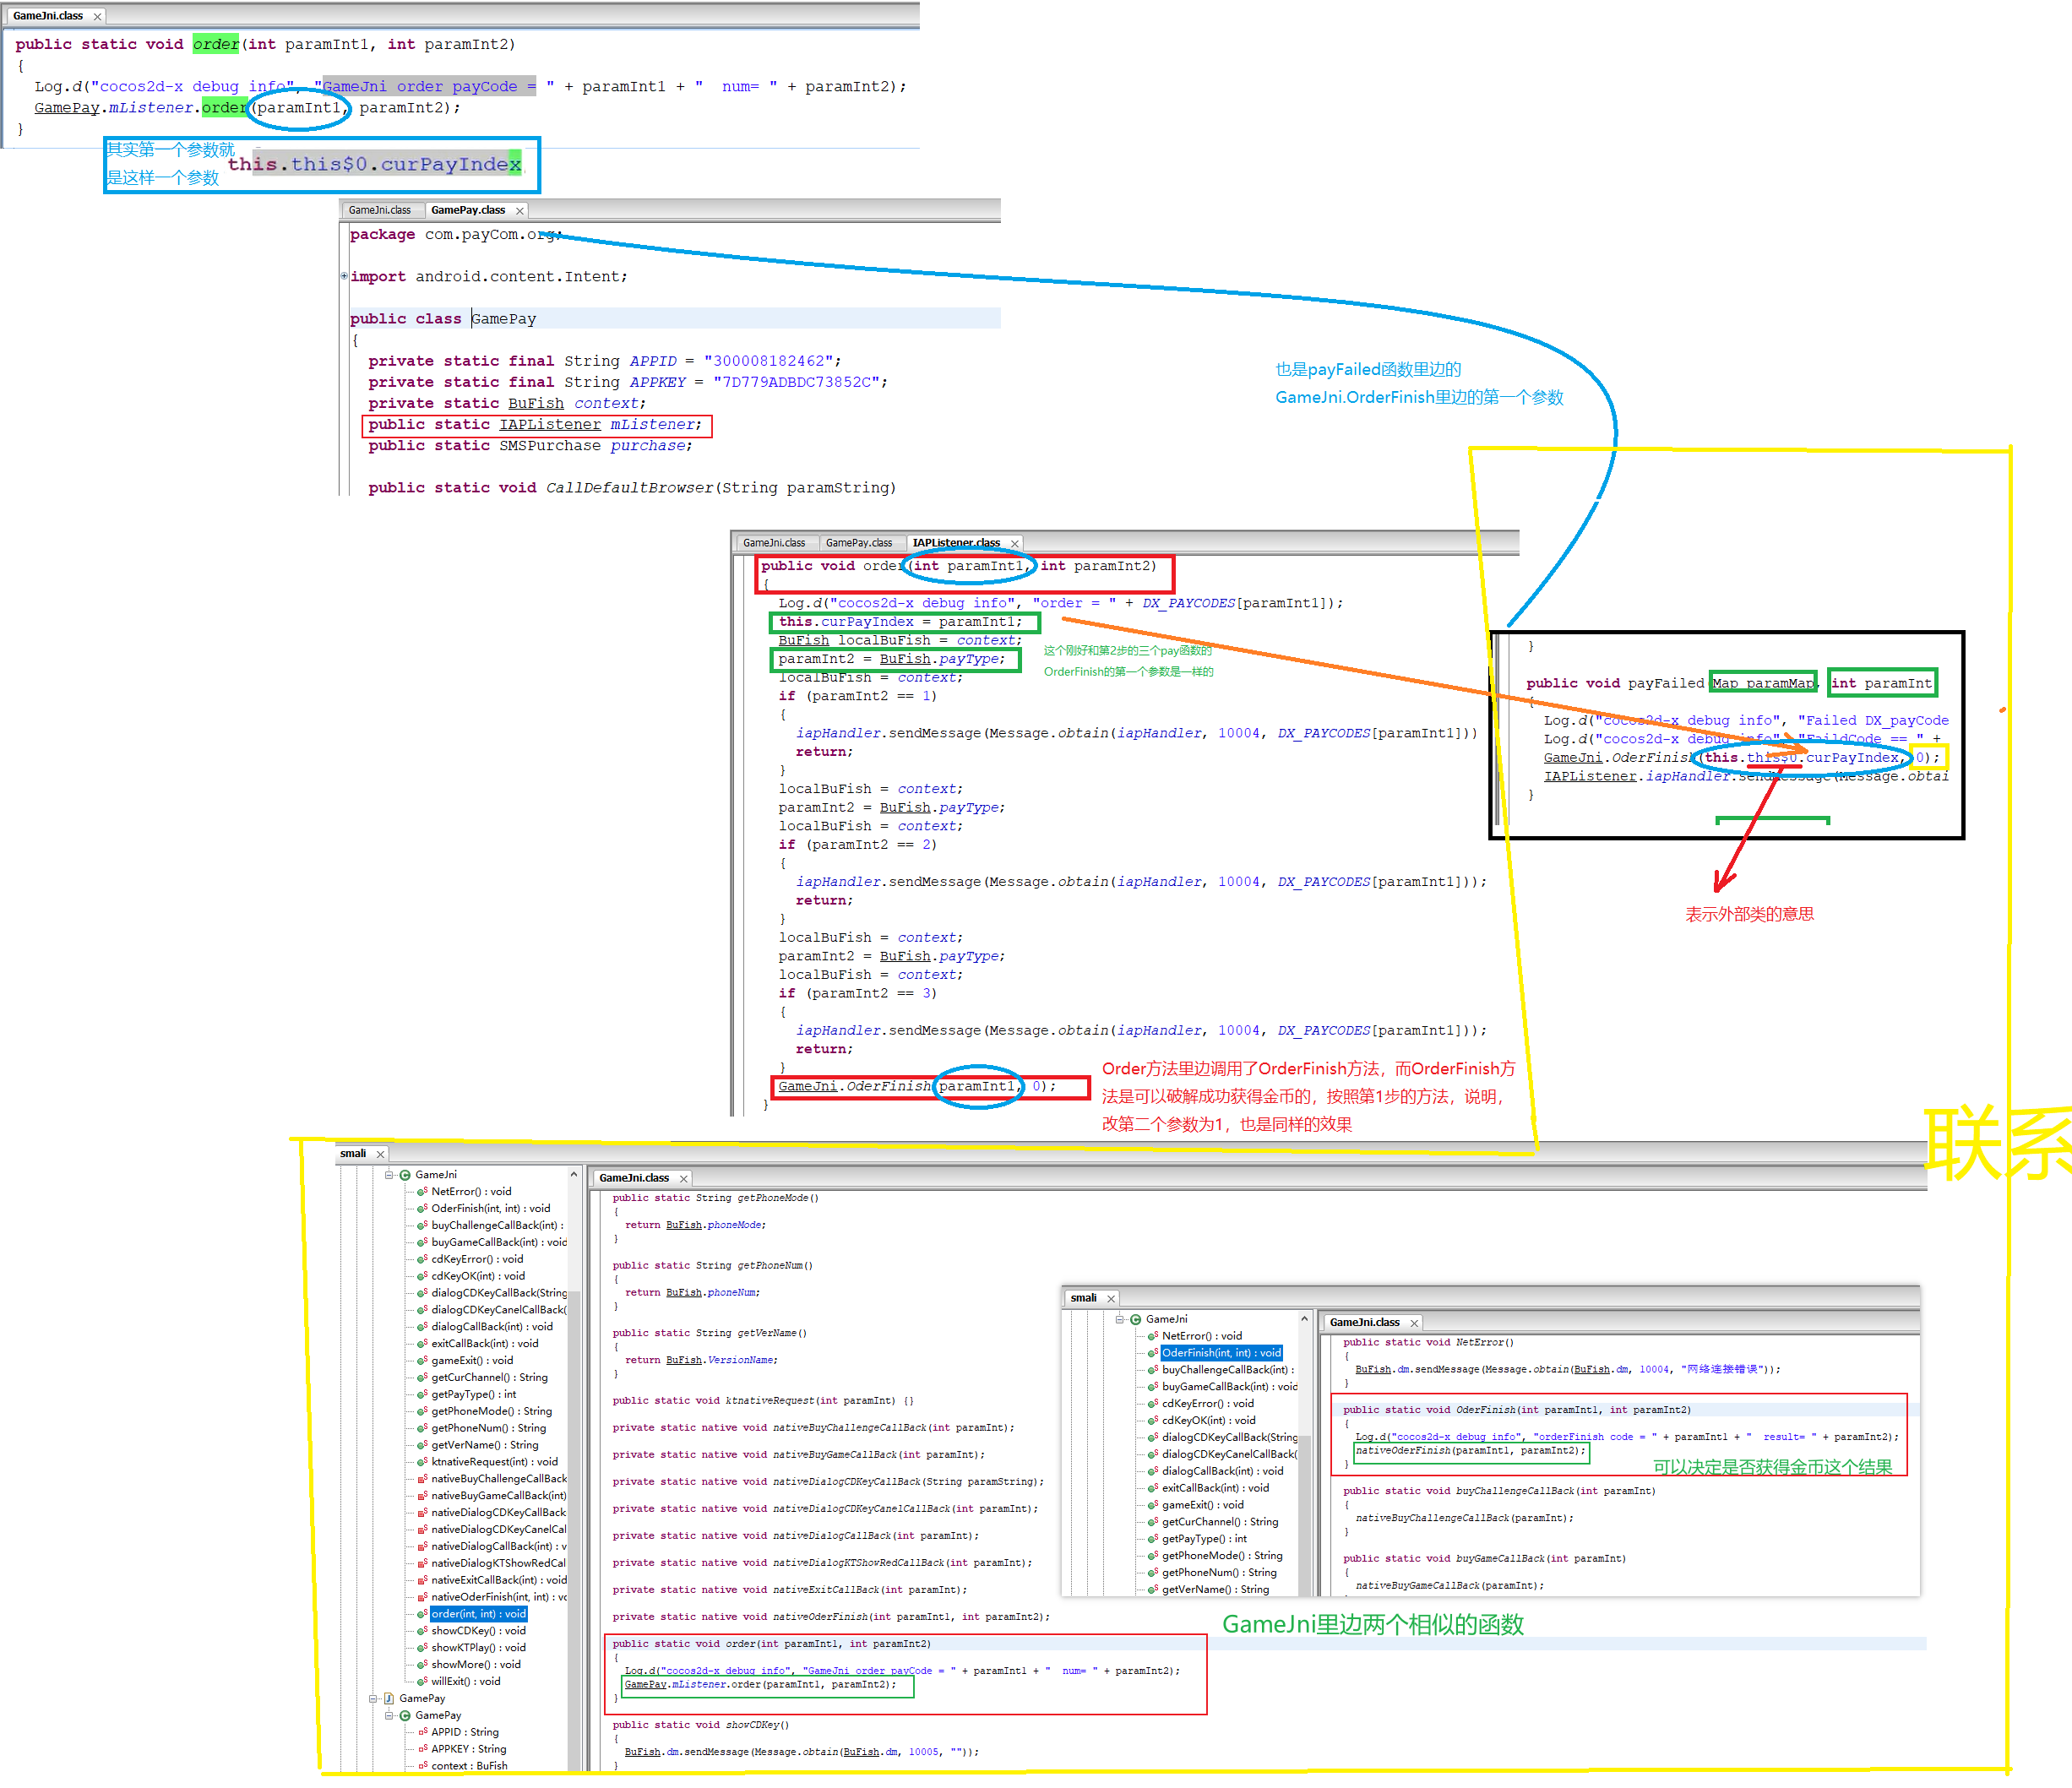 GameJni.class
public static void order(int paramInt1, int paramInt2)
{
Log.d("cocos2d-x debug info", "GameJni order payCode = " + paramInt1 + "  num= " + paramInt2);
GamePay.mListener.order(paramInt1, paramInt2);
}
其实第一个参数就
是这样一个参数
this.this$0.curPayIndex
GameJni.class GamePay.class
package com.payCom.org;
import android.content.Intent;
public class GamePay
{
private static final String APPID = "300008182462";
private static final String APPKEY = "7D779ADBDC73852C";
private static BuFish context;
public static IAPListener mListener;
public static SMSPurchase purchase;
public static void CallDefaultBrowser(String paramString)
也是payFailed函数里边的
GameJni.OrderFinish里边的第一个参数
GameJni.class GamePay.class IAPListener.class
public void order(int paramInt1, int paramInt2)
{
Log.d("cocos2d-x debug info", "order = " + DX_PAYCODES[paramInt1]);
this.curPayIndex = paramInt1;
BuFish localBuFish = context;
paramInt2 = BuFish.payType;
localBuFish = context;
if (paramInt2 == 1)
{
iapHandler.sendMessage(Message.obtain(iapHandler, 10004, DX_PAYCODES[paramInt1]))
return;
}
localBuFish = context;
paramInt2 = BuFish.payType;
localBuFish = context;
if (paramInt2 == 2)
{
iapHandler.sendMessage(Message.obtain(iapHandler, 10004, DX_PAYCODES[paramInt1]));
return;
}
localBuFish = context;
paramInt2 = BuFish.payType;
localBuFish = context;
if (paramInt2 == 3)
{
iapHandler.sendMessage(Message.obtain(iapHandler, 10004, DX_PAYCODES[paramInt1]));
return;
}
GameJni.OderFinish(paramInt1, 0);
}
这个刚好和第2步的三个pay函数的
OrderFinish的第一个参数是一样的
}
public void payFailed(Map paramMap, int paramInt
{
Log.d("cocos2d-x debug info", "Failed DX_payCode
Log.d("cocos2d-x debug info", "FaildCode == " +
GameJni.OderFinish(this.this$0.curPayIndex, 0);
IAPListener.iapHandler.sendMessage(Message.obtai
}
表示外部类的意思
Order方法里边调用了OrderFinish方法，而OrderFinish方
法是可以破解成功获得金币的，按照第1步的方法，说明，
改第二个参数为1，也是同样的效果
联系
smali
GameJni
NetError() : void
OderFinish(int, int) : void
buyChallengeCallBack(int) :
buyGameCallBack(int) : void
cdKeyError() : void
cdKeyOK(int) : void
dialogCDKeyCallBack(String
dialogCDKeyCanelCallBack(
dialogCallBack(int) : void
exitCallBack(int) : void
gameExit() : void
getCurChannel() : String
getPayType() : int
getPhoneMode() : String
getPhoneNum() : String
getVerName() : String
ktnativeRequest(int) : void
nativeBuyChallengeCallBack
nativeBuyGameCallBack(int)
nativeDialogCDKeyCallBack
nativeDialogCDKeyCanelCal
nativeDialogCallBack(int) : v
nativeDialogKTShowRedCal
nativeExitCallBack(int) : void
nativeOderFinish(int, int) : vc
order(int, int) : void
showCDKey() : void
showKTPlay() : void
showMore() : void
willExit() : void
GamePay
GamePay
APPID : String
APPKEY : String
context : BuFish
GameJni.class
public static String getPhoneMode()
{
return BuFish.phoneMode;
}
public static String getPhoneNum()
{
return BuFish.phoneNum;
}
public static String getVerName()
{
return BuFish.VersionName;
}
public static void ktnativeRequest(int paramInt) {}
private static native void nativeBuyChallengeCallBack(int paramInt);
private static native void nativeBuyGameCallBack(int paramInt);
private static native void nativeDialogCDKeyCallBack(String paramString);
private static native void nativeDialogCDKeyCanelCallBack(int paramInt);
private static native void nativeDialogCallBack(int paramInt);
private static native void nativeDialogKTShowRedCallBack(int paramInt);
private static native void nativeExitCallBack(int paramInt);
private static native void nativeOderFinish(int paramInt1, int paramInt2);
public static void order(int paramInt1, int paramInt2)
{
Log.d("cocos2d-x debug info", "GameJni order payCode = " + paramInt1 + "  num= " + paramInt2);
GamePay.mListener.order(paramInt1, paramInt2);
}
public static void showCDKey()
{
BuFish.dm.sendMessage(Message.obtain(BuFish.dm, 10005, ""));
}
smali
GameJni
NetError() : void
OderFinish(int, int) : void
buyChallengeCallBack(int) :
buyGameCallBack(int) : void
cdKeyError() : void
cdKeyOK(int) : void
dialogCDKeyCallBack(String
dialogCDKeyCanelCallBack(
dialogCallBack(int) : void
exitCallBack(int) : void
gameExit() : void
getCurChannel() : String
getPayType() : int
getPhoneMode() : String
getPhoneNum() : String
getVerName() : String
GameJni.class
public static void NetError()
{
BuFish.dm.sendMessage(Message.obtain(BuFish.dm, 10004, "网络连接错误"));
}
public static void OderFinish(int paramInt1, int paramInt2)
{
Log.d("cocos2d-x debug info", "orderFinish code = " + paramInt1 + "  result= " + paramInt2);
nativeOderFinish(paramInt1, paramInt2);
}
可以决定是否获得金币这个结果
public static void buyChallengeCallBack(int paramInt)
{
nativeBuyChallengeCallBack(paramInt);
}
public static void buyGameCallBack(int paramInt)
{
nativeBuyGameCallBack(paramInt);
GameJni里边两个相似的函数